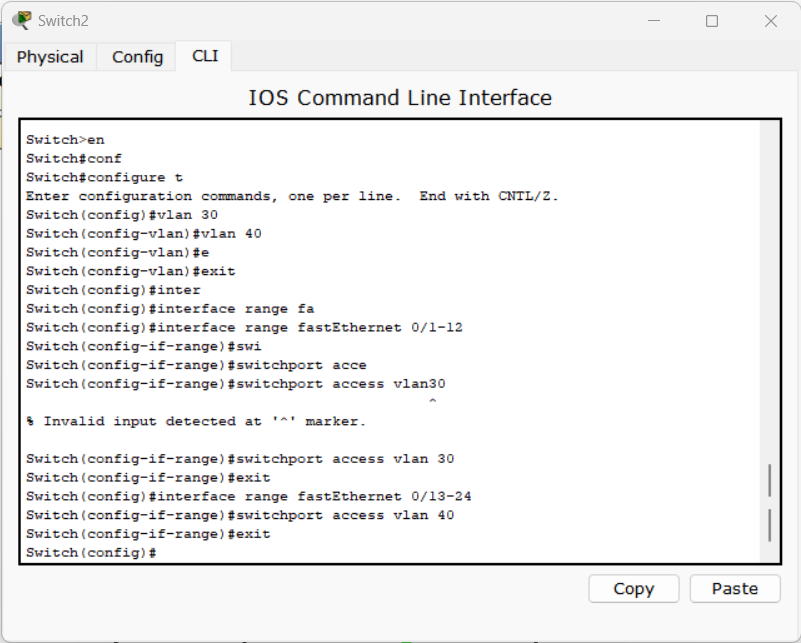 Switch2
Physical Config CLI
IOS Command Line Interface
Switch>en
Switch#conf
Switch#configure t
Enter configuration commands, one per line.  End with CNTL/Z.
Switch(config)#vlan 30
Switch(config-vlan)#vlan 40
Switch(config-vlan)#e
Switch(config-vlan)#exit
Switch(config)#inter
Switch(config)#interface range fa
Switch(config)#interface range fastEthernet 0/1-12
Switch(config-if-range)#swi
Switch(config-if-range)#switchport acce
Switch(config-if-range)#switchport access vlan30
^
% Invalid input detected at '^' marker.
Switch(config-if-range)#switchport access vlan 30
Switch(config-if-range)#exit
Switch(config)#interface range fastEthernet 0/13-24
Switch(config-if-range)#switchport access vlan 40
Switch(config-if-range)#exit
Switch(config)#
Copy Paste